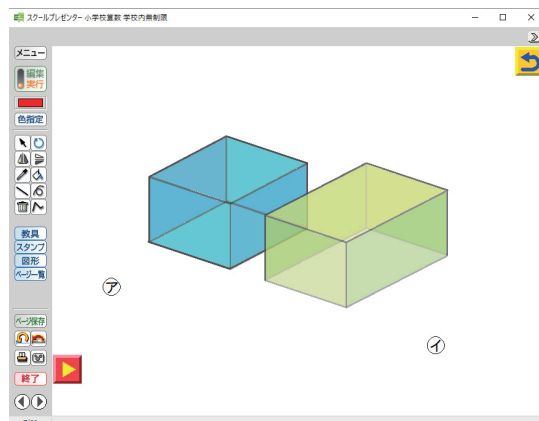 スクールプレゼンター 小学校算数 学校内無制限
メニュー
編集
実行
色指定
教具
スタンプ
図形
ページ一覧
ページ保存
終了
ア
イ